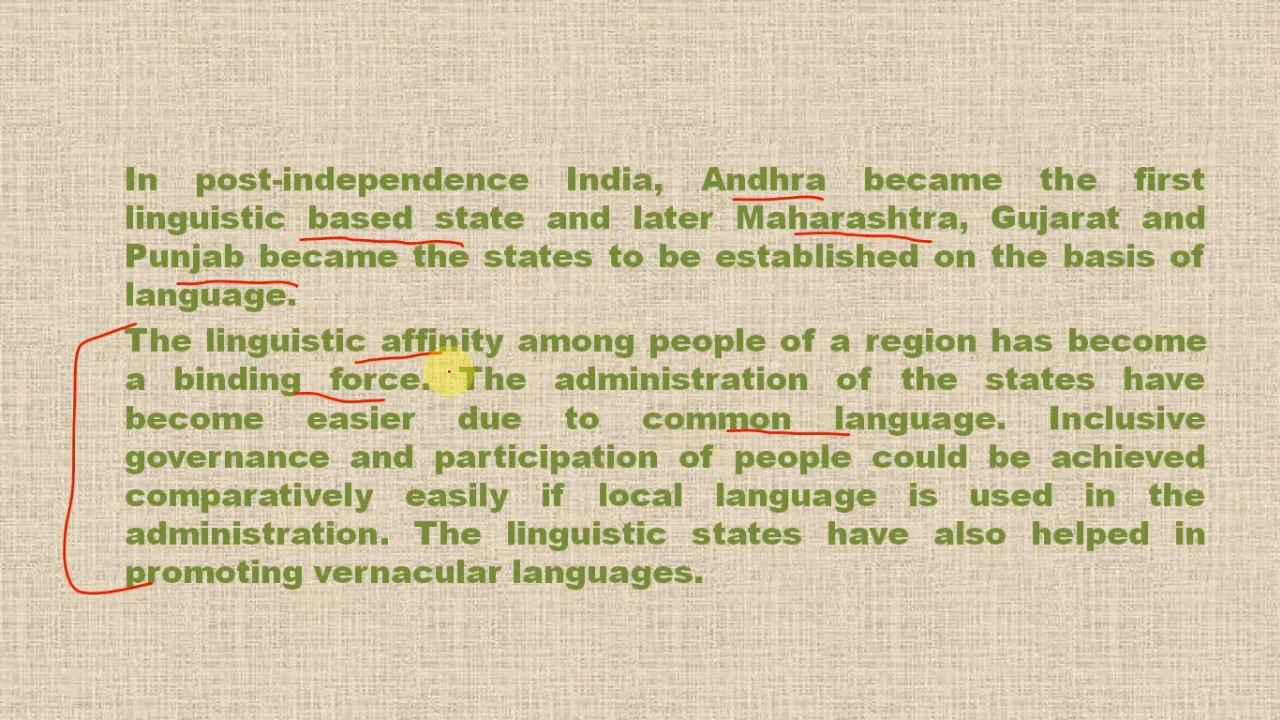 In post-independence India, Andhra became the first
linguistic based state and later Maharashtra, Gujarat and
Punjab became the states to be established on the basis of
language.
The linguistic affinity among people of a region has become
a binding force. The administration of the states have
become easier due to common language. Inclusive
governance and participation of people could be achieved
comparatively easily if local language is used in the
administration. The linguistic states have also helped in
promoting vernacular languages.